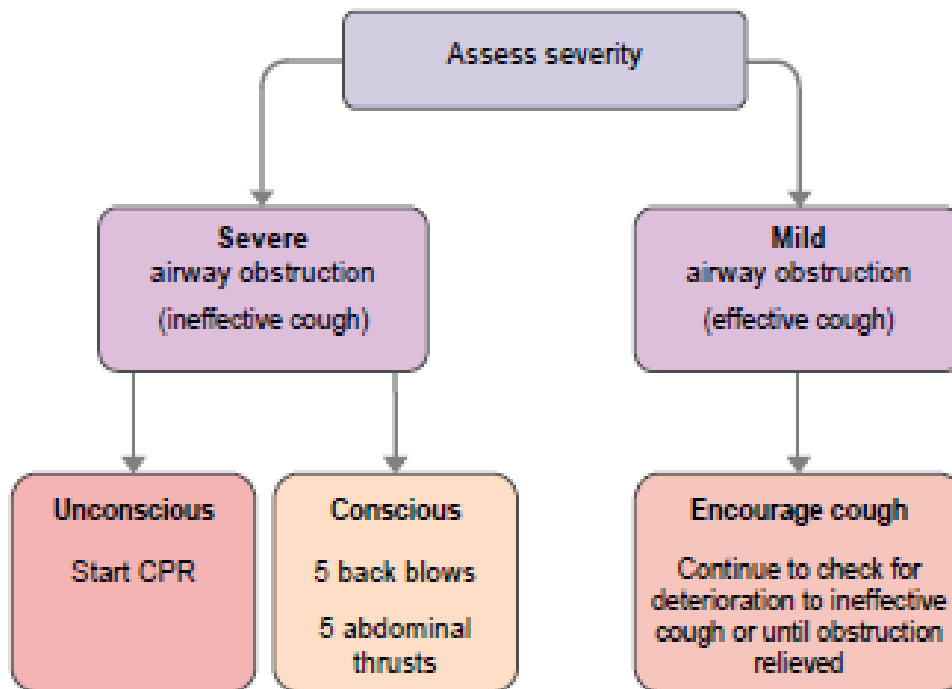 Assess severity
Severe
airway obstruction
(ineffective cough)
Mild
airway obstruction
(effective cough)
Unconscious
Start CPR
Conscious
5 back blows
5 abdominal
thrusts
Encourage cough
Continue to check for
deterioration to ineffective
cough or until obstruction
relieved